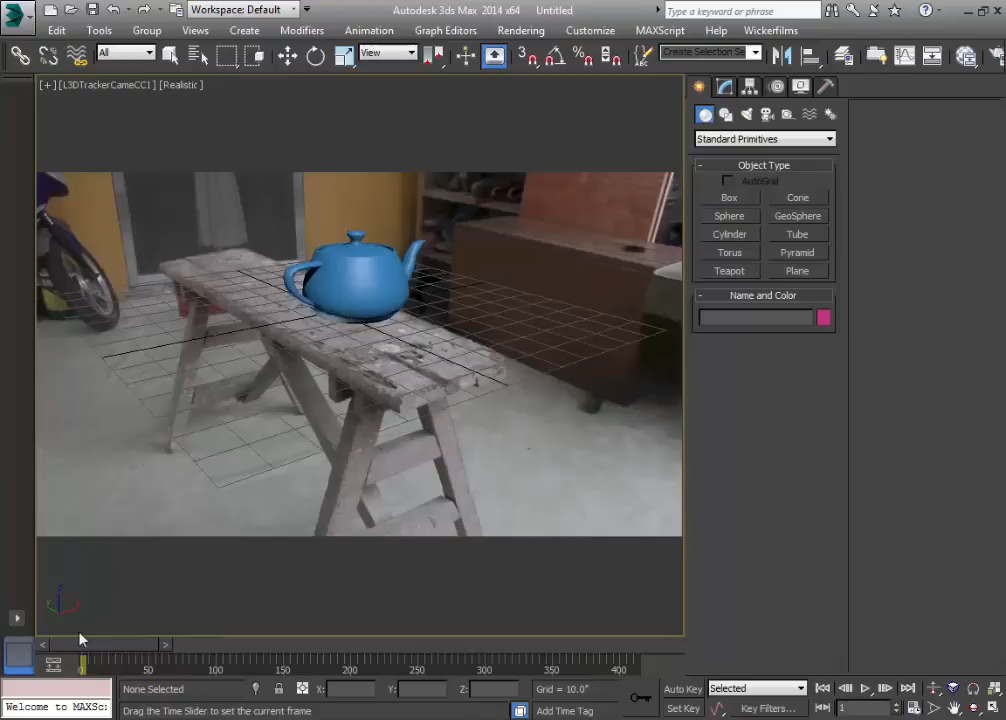 Workspace: Default
Autodesk 3ds Max 2014 x64 Untitled
Type a keyword or phrase
Edit Tools Group Views Create Modifiers Animation Graph Editors Rendering Customize MAXScript Help Wickerfilms
All
View
Create Selection Se
[+][L3DTrackerCameCC1][Realistic]
Standard Primitives
- Object Type
AutoGrid
Box Cone
Sphere GeoSphere
Cylinder Tube
Torus Pyramid
Teapot Plane
- Name and Color
Z
Y X
< >
50 100 150 200 250 300 350 400
None Selected X: Y: Z: Grid = 10.0" Auto Key Selected
Welcome to MAXSc: Drag the Time Slider to set the current frame Add Time Tag Set Key Key Filters... 1